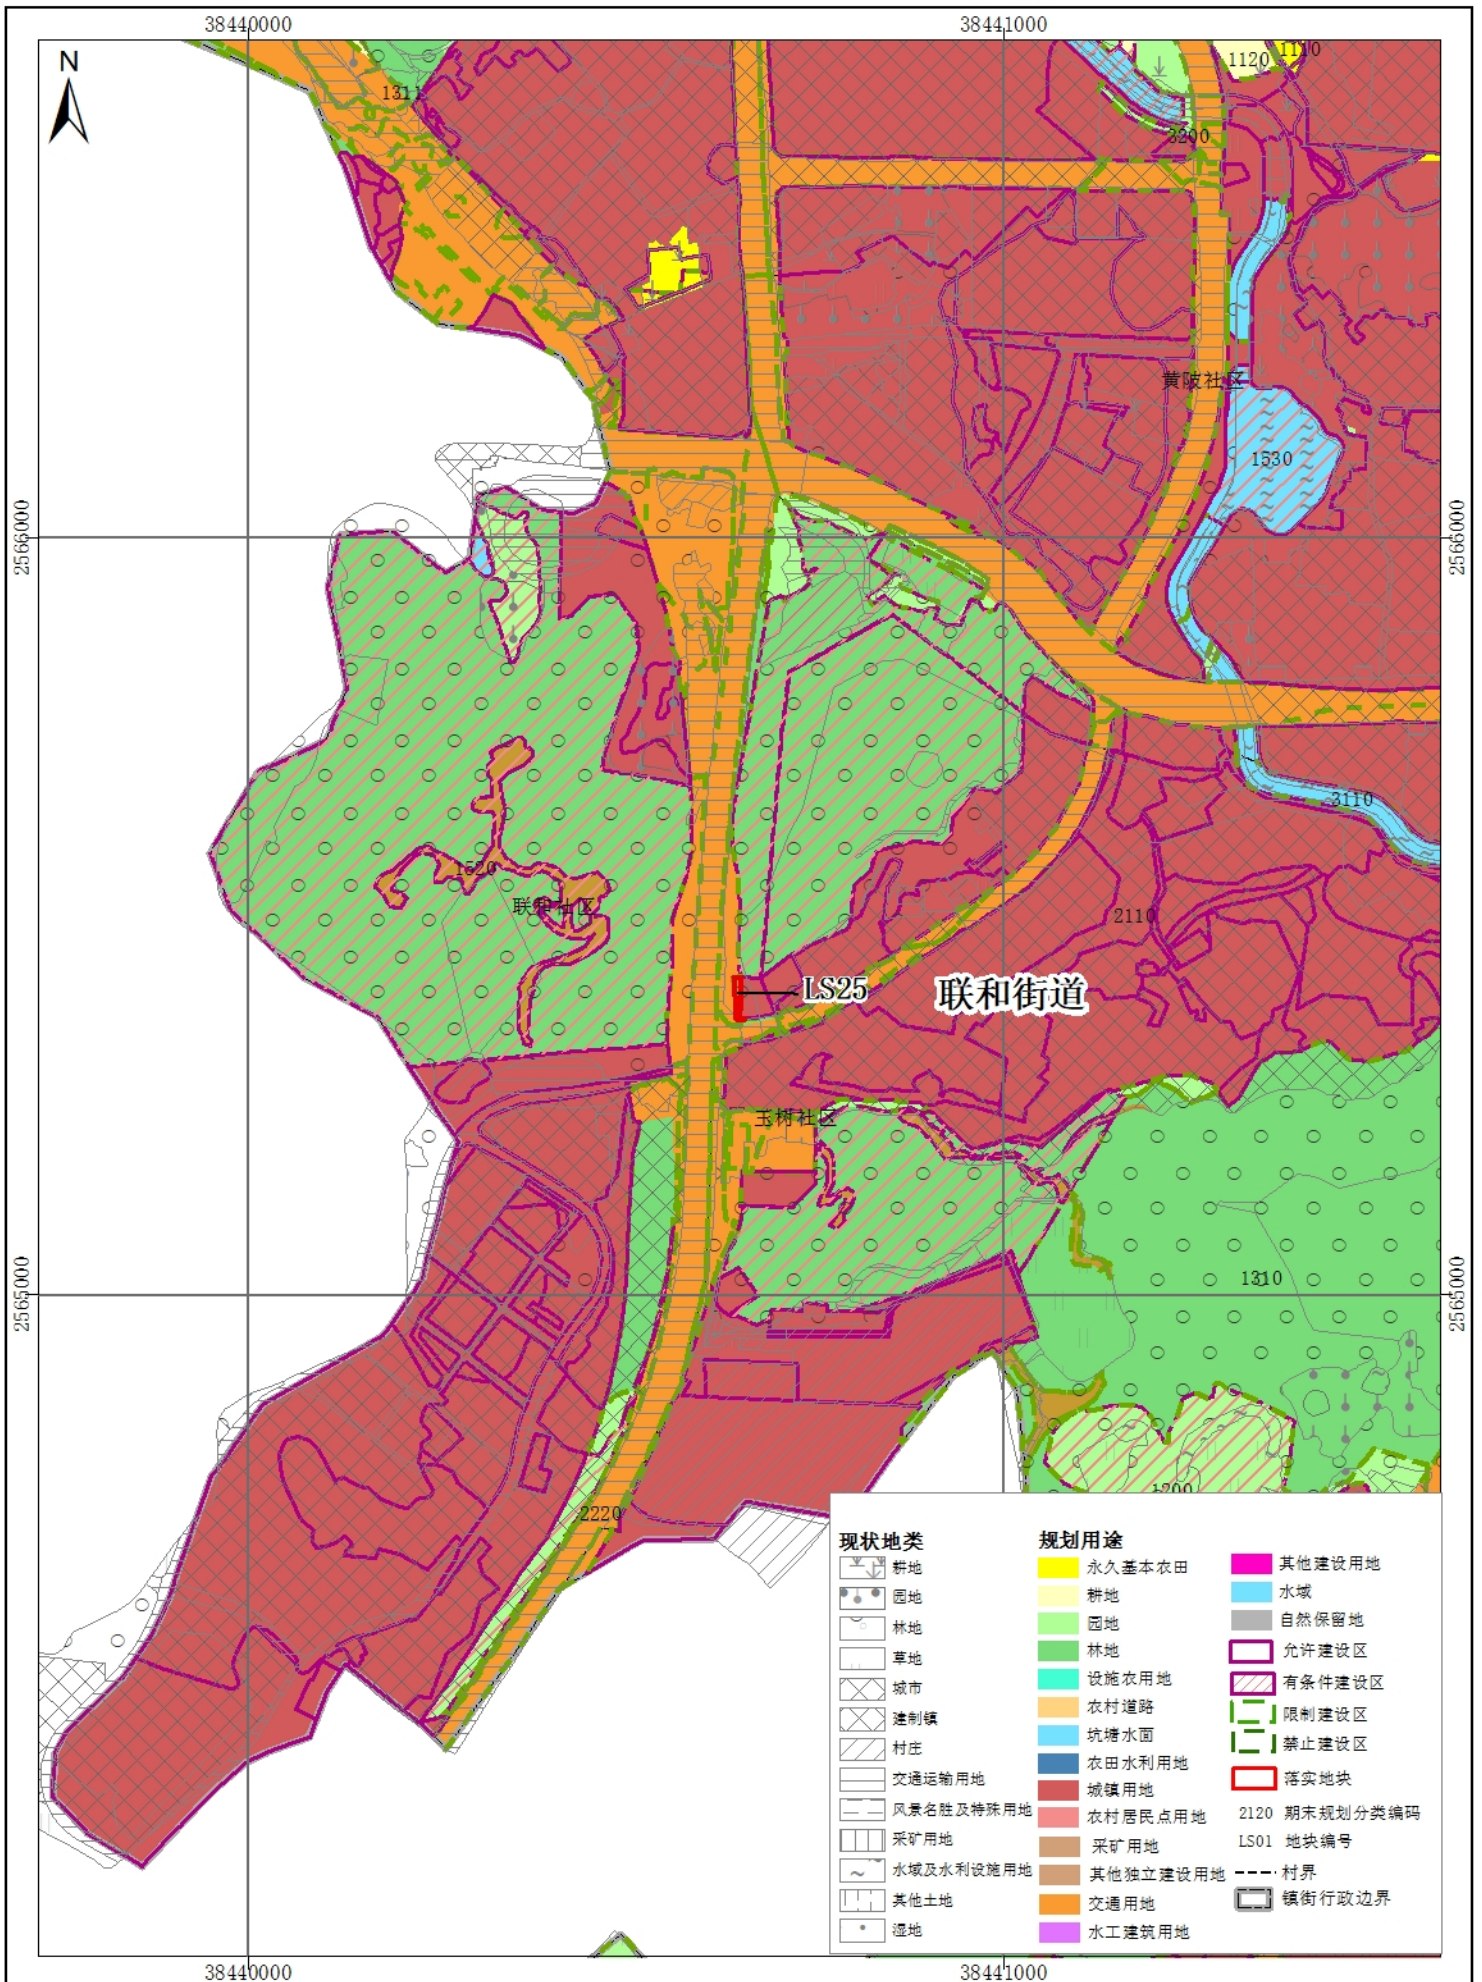 38440000
38441000
N
1311
1120
1110
3200
黄陂社区
1530
2566000
2566000
3110
1520
联和社区
2110
LS25
联和街道
玉树社区
1310
2565000
2565000
2220
现状地类
耕地
园地
林地
草地
城市
建制镇
村庄
交通运输用地
风景名胜及特殊用地
采矿用地
水域及水利设施用地
其他土地
湿地
规划用途
永久基本农田
耕地
园地
林地
设施农用地
农村道路
坑塘水面
农田水利用地
城镇用地
农村居民点用地
采矿用地
其他独立建设用地
交通用地
水工建筑用地
其他建设用地
水域
自然保留地
允许建设区
有条件建设区
限制建设区
禁止建设区
落实地块
2120 期末规划分类编码
LS01 地块编号
村界
镇街行政边界
38440000
38441000